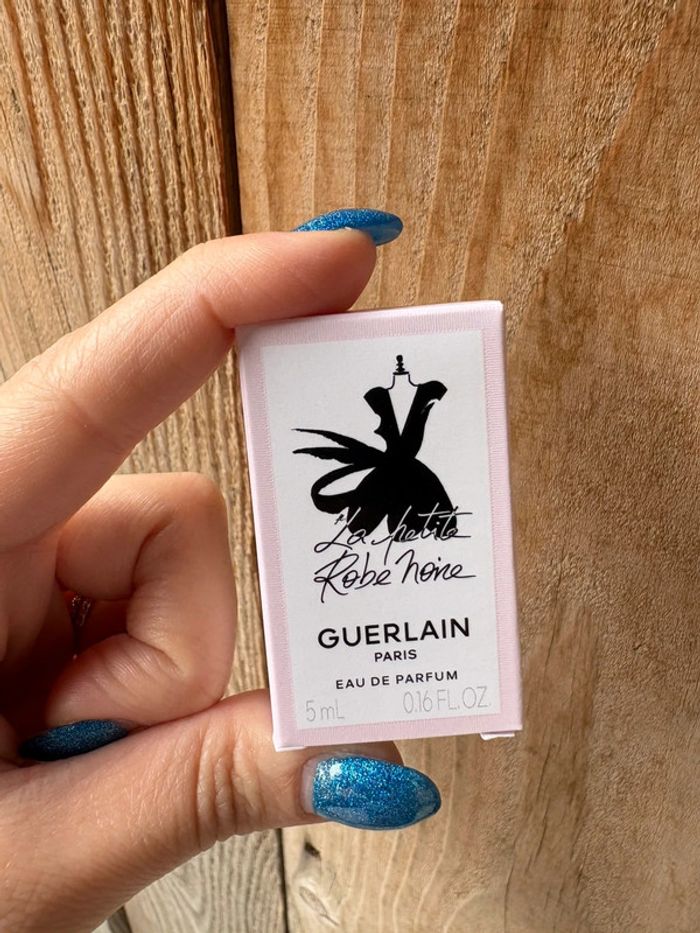 La petite
Robe Noire
GUERLAIN
PARIS
EAU DE PARFUM
5 mL 0.16 FL.OZ.